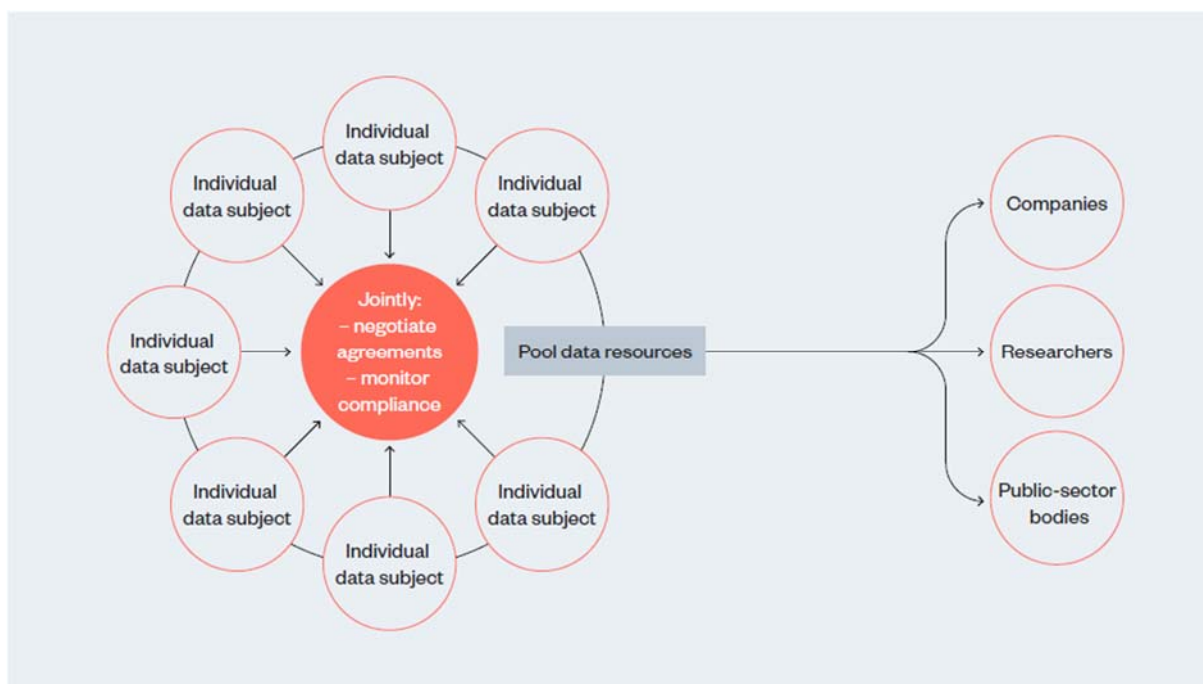 Individual
data subject
Individual
data subject
Individual
data subject
Individual
data subject
Jointly:
– negotiate
agreements
– monitor
compliance
Individual
data subject
Individual
data subject
Individual
data subject
Pool data resources
Companies
Researchers
Public-sector
bodies